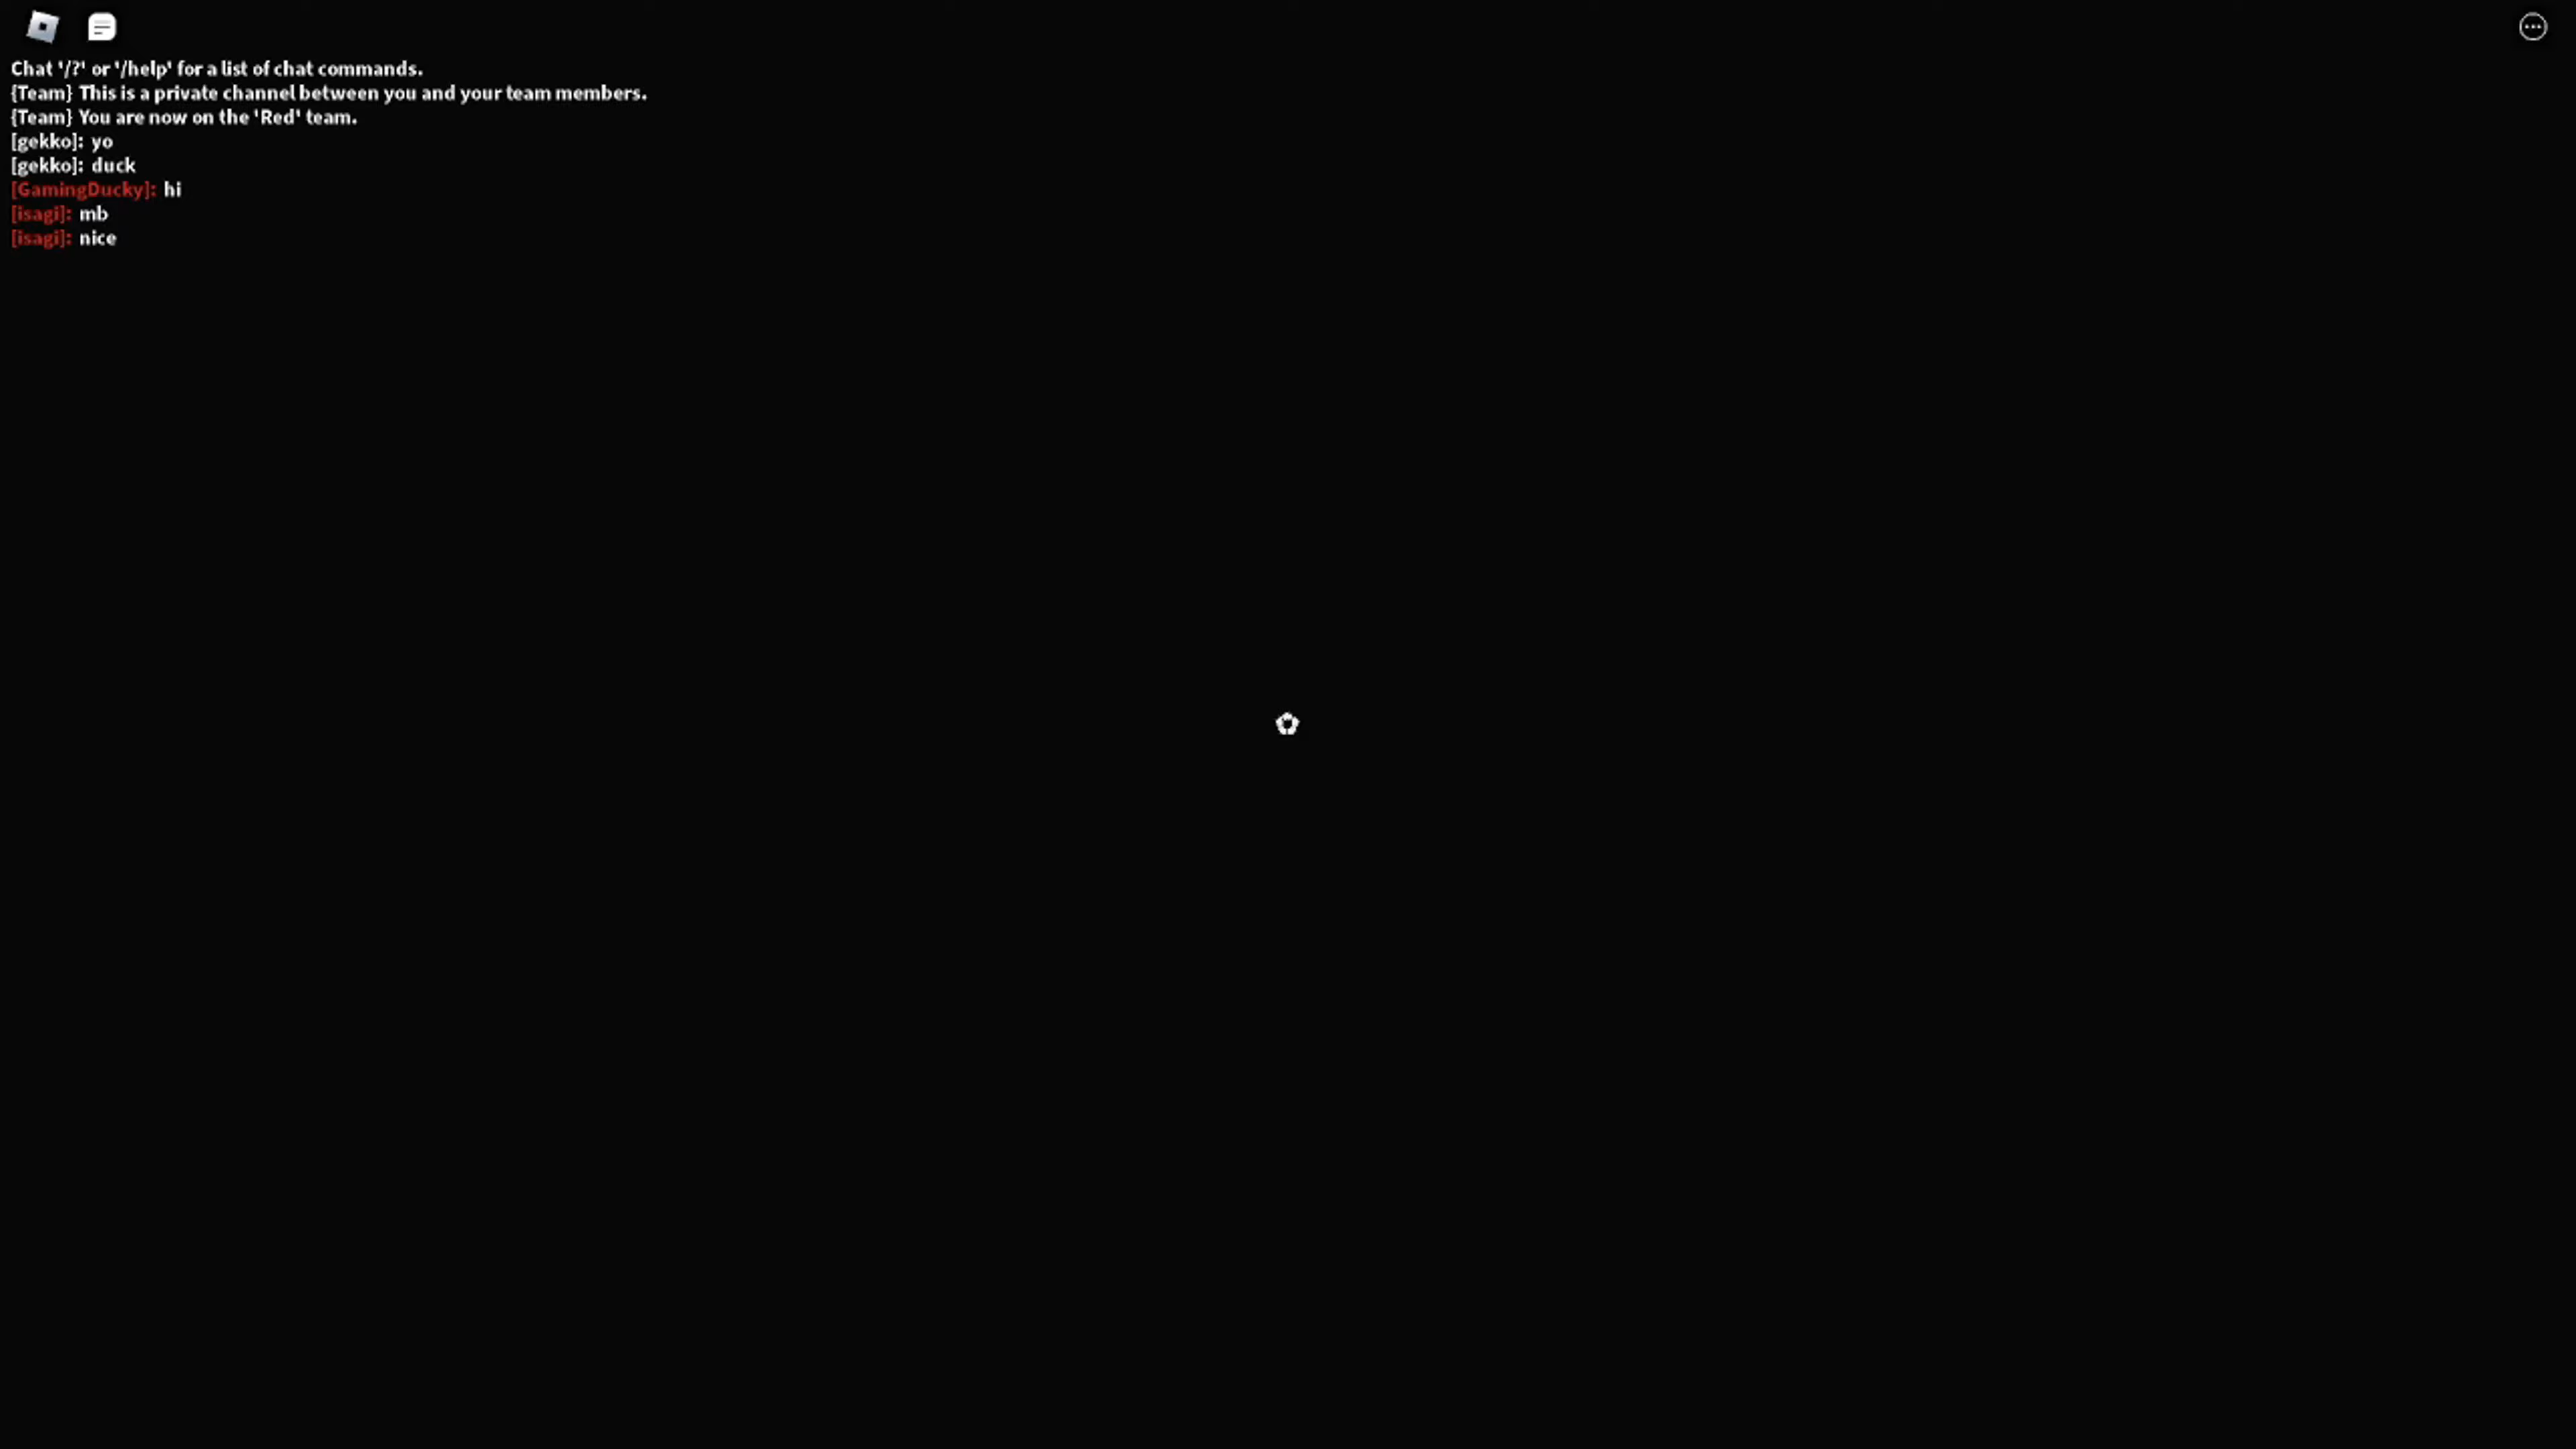 Chat '/?' or '/help' for a list of chat commands.
{Team} This is a private channel between you and your team members.
{Team} You are now on the 'Red' team.
[gekko]: yo
[gekko]: duck
[GamingDucky]: hi
[isagi]: mb
[isagi]: nice